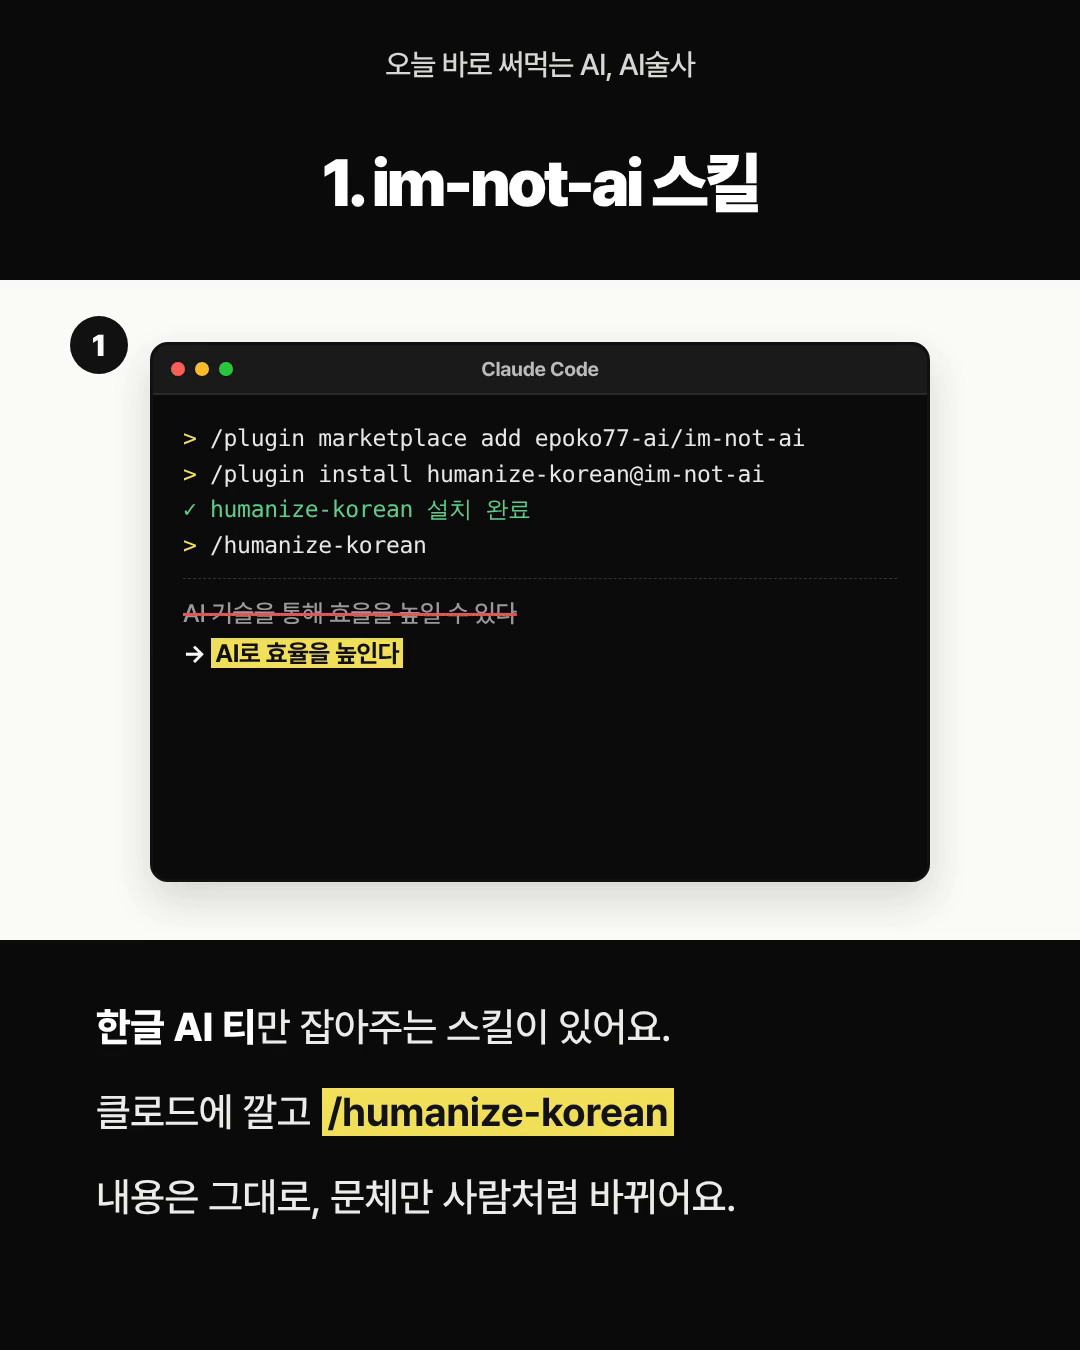 오늘 바로 써먹는 AI, AI술사
1. im-not-ai 스킬
1
Claude Code
> /plugin marketplace add epoko77-ai/im-not-ai
> /plugin install humanize-korean@im-not-ai
✓ humanize-korean 설치 완료
> /humanize-korean
AI 기술을 통해 효율을 높일 수 있다
→ AI로 효율을 높인다
한글 AI 티만 잡아주는 스킬이 있어요.
클로드에 깔고 /humanize-korean
내용은 그대로, 문체만 사람처럼 바뀌어요.